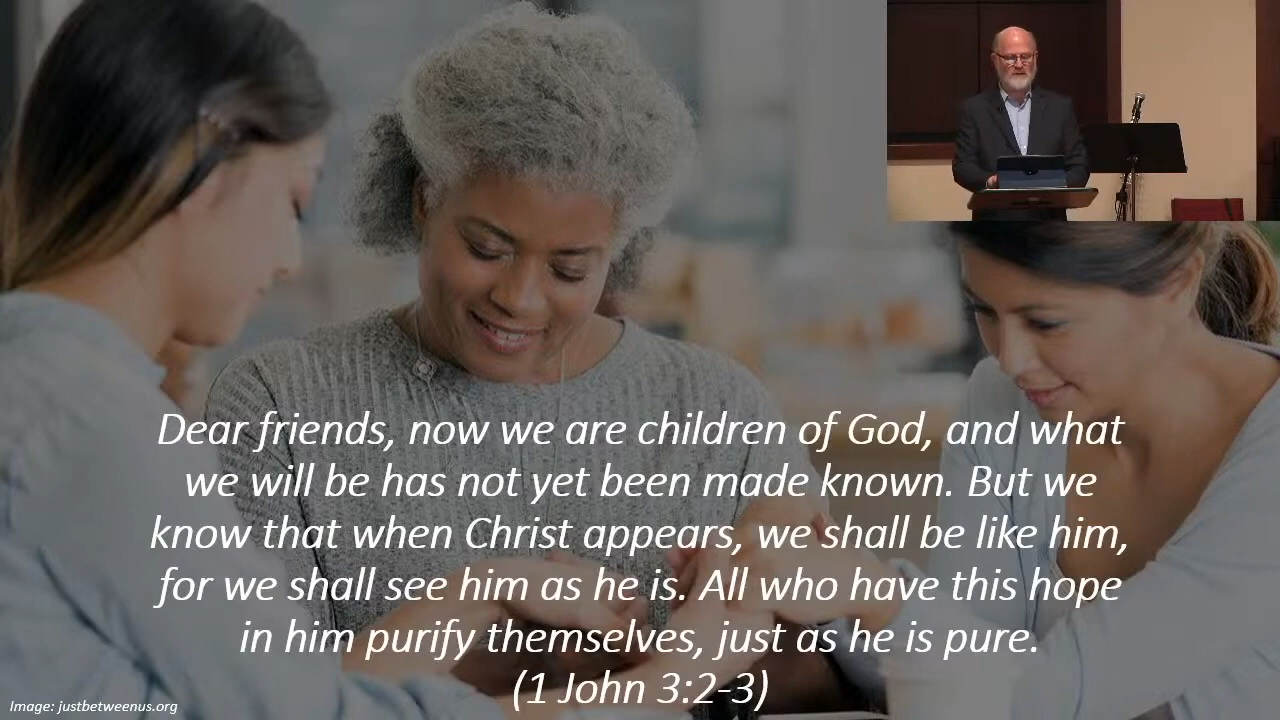 Dear friends, now we are children of God, and what
we will be has not yet been made known. But we
know that when Christ appears, we shall be like him,
for we shall see him as he is. All who have this hope
in him purify themselves, just as he is pure.
(1 John 3:2-3)
Image: justbetweenus.org